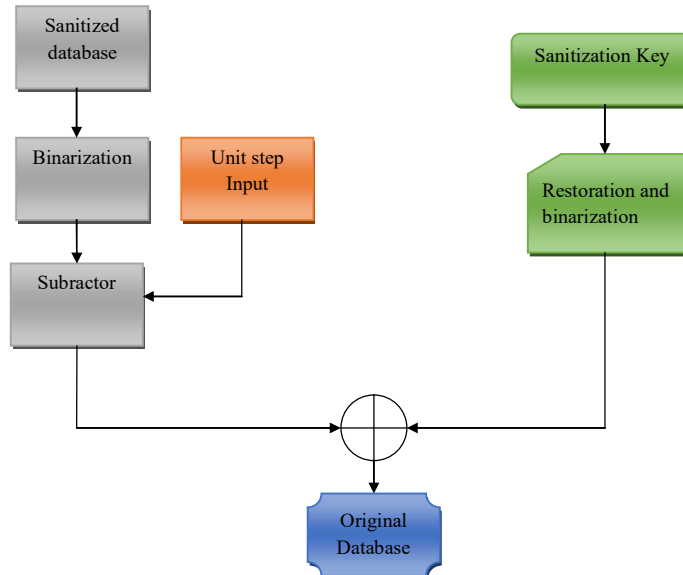 Sanitized
database
Sanitization Key
Binarization
Unit step
Input
Restoration and
binarization
Subractor
Original
Database